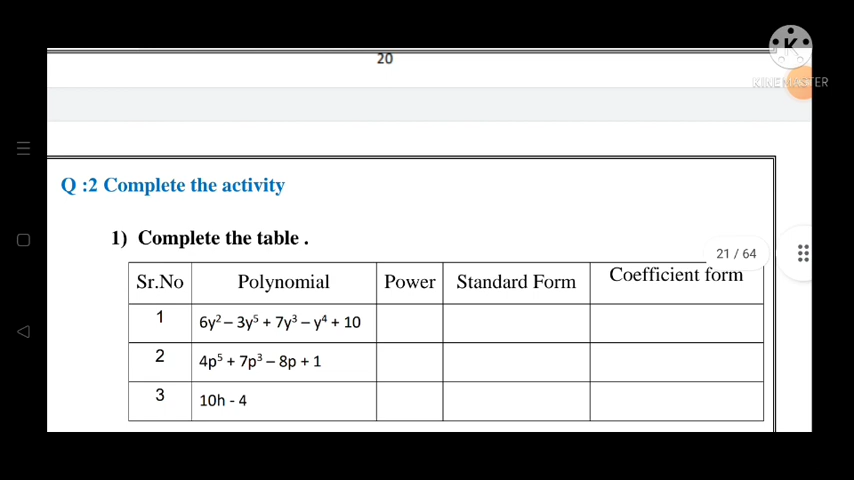 20
K
KINEMASTER
Q :2 Complete the activity
1) Complete the table .
21 / 64
Sr.No Polynomial Power Standard Form Coefficient form
1 6y² – 3y⁵ + 7y³ – y⁴ + 10
2 4p⁵ + 7p³ – 8p + 1
3 10h - 4